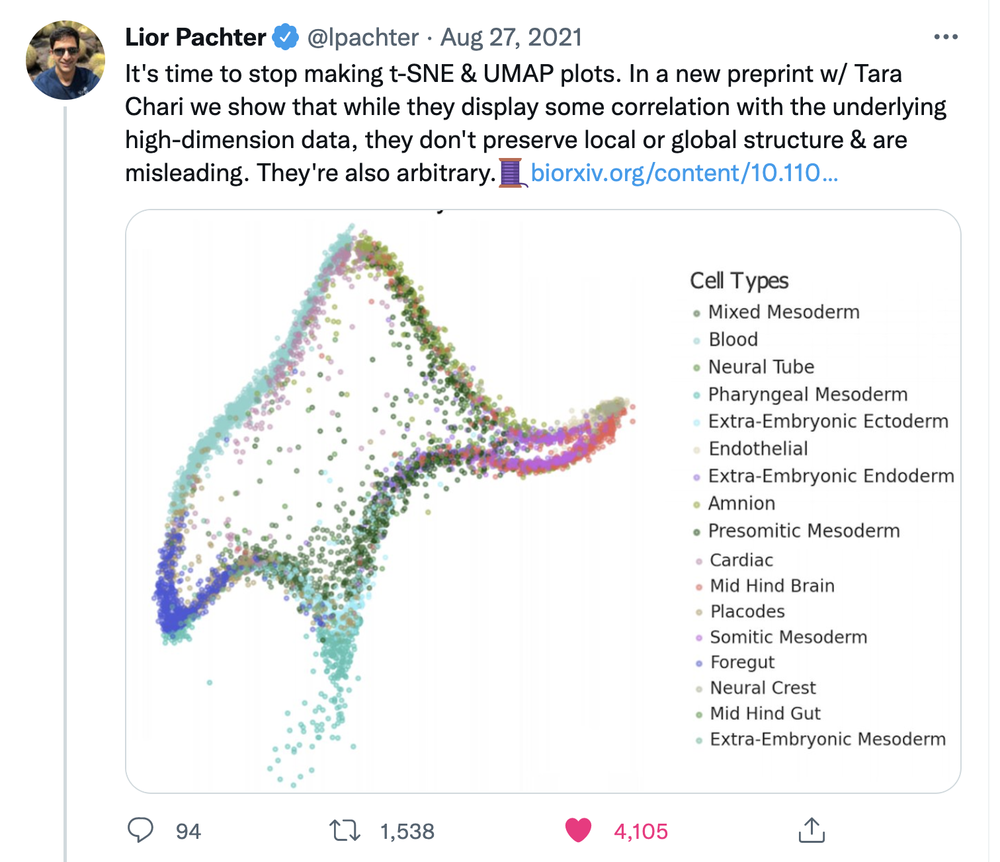 Lior Pachter @lpachter · Aug 27, 2021
It's time to stop making t-SNE & UMAP plots. In a new preprint w/ Tara
Chari we show that while they display some correlation with the underlying
high-dimension data, they don't preserve local or global structure & are
misleading. They're also arbitrary. biorxiv.org/content/10.110…
Cell Types
Mixed Mesoderm
Blood
Neural Tube
Pharyngeal Mesoderm
Extra-Embryonic Ectoderm
Endothelial
Extra-Embryonic Endoderm
Amnion
Presomitic Mesoderm
Cardiac
Mid Hind Brain
Placodes
Somitic Mesoderm
Foregut
Neural Crest
Mid Hind Gut
Extra-Embryonic Mesoderm
94 1,538 4,105